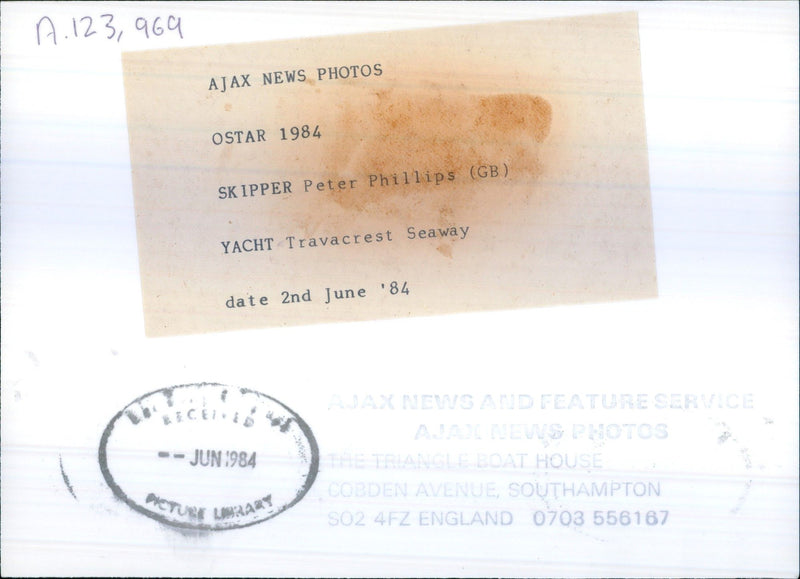 A.123,969
AJAX NEWS PHOTOS
OSTAR 1984
SKIPPER Peter Phillips (GB)
YACHT Travacrest Seaway
date 2nd June '84
RECEIVED
-- JUN 1984
PICTURE LIBRARY
AJAX NEWS AND FEATURE SERVICE
AJAX NEWS PHOTOS
THE TRIANGLE BOAT HOUSE
COBDEN AVENUE, SOUTHAMPTON
SO2 4FZ ENGLAND 0703 556167